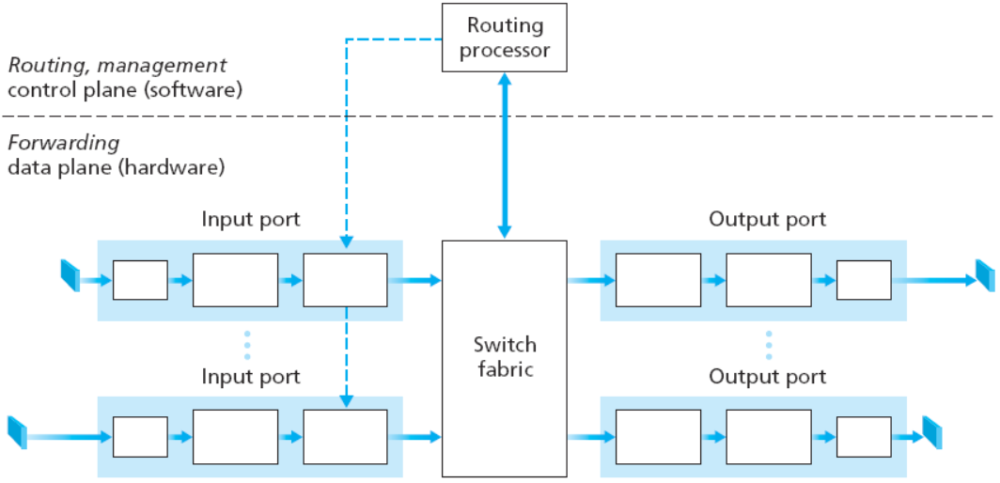 Routing
processor
Routing, management
control plane (software)
Forwarding
data plane (hardware)
Input port
Output port
Switch
fabric
Input port
Output port